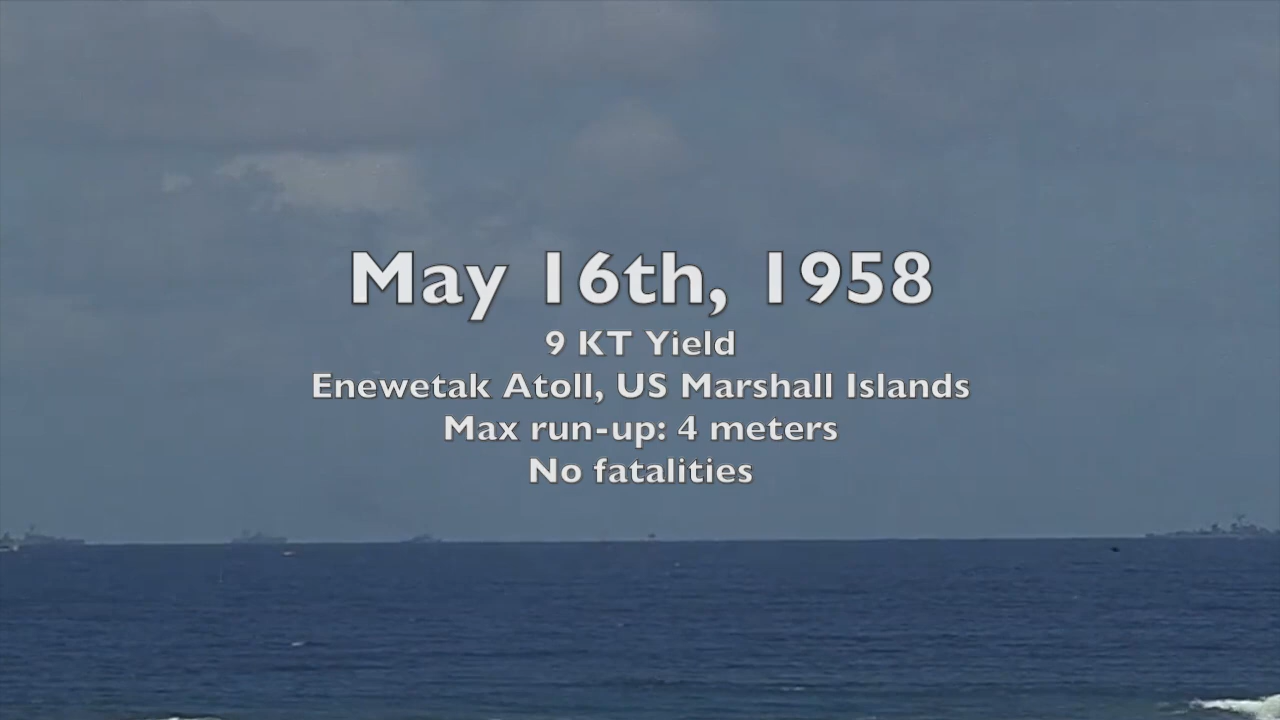 May 16th, 1958
9 KT Yield
Enewetak Atoll, US Marshall Islands
Max run-up: 4 meters
No fatalities